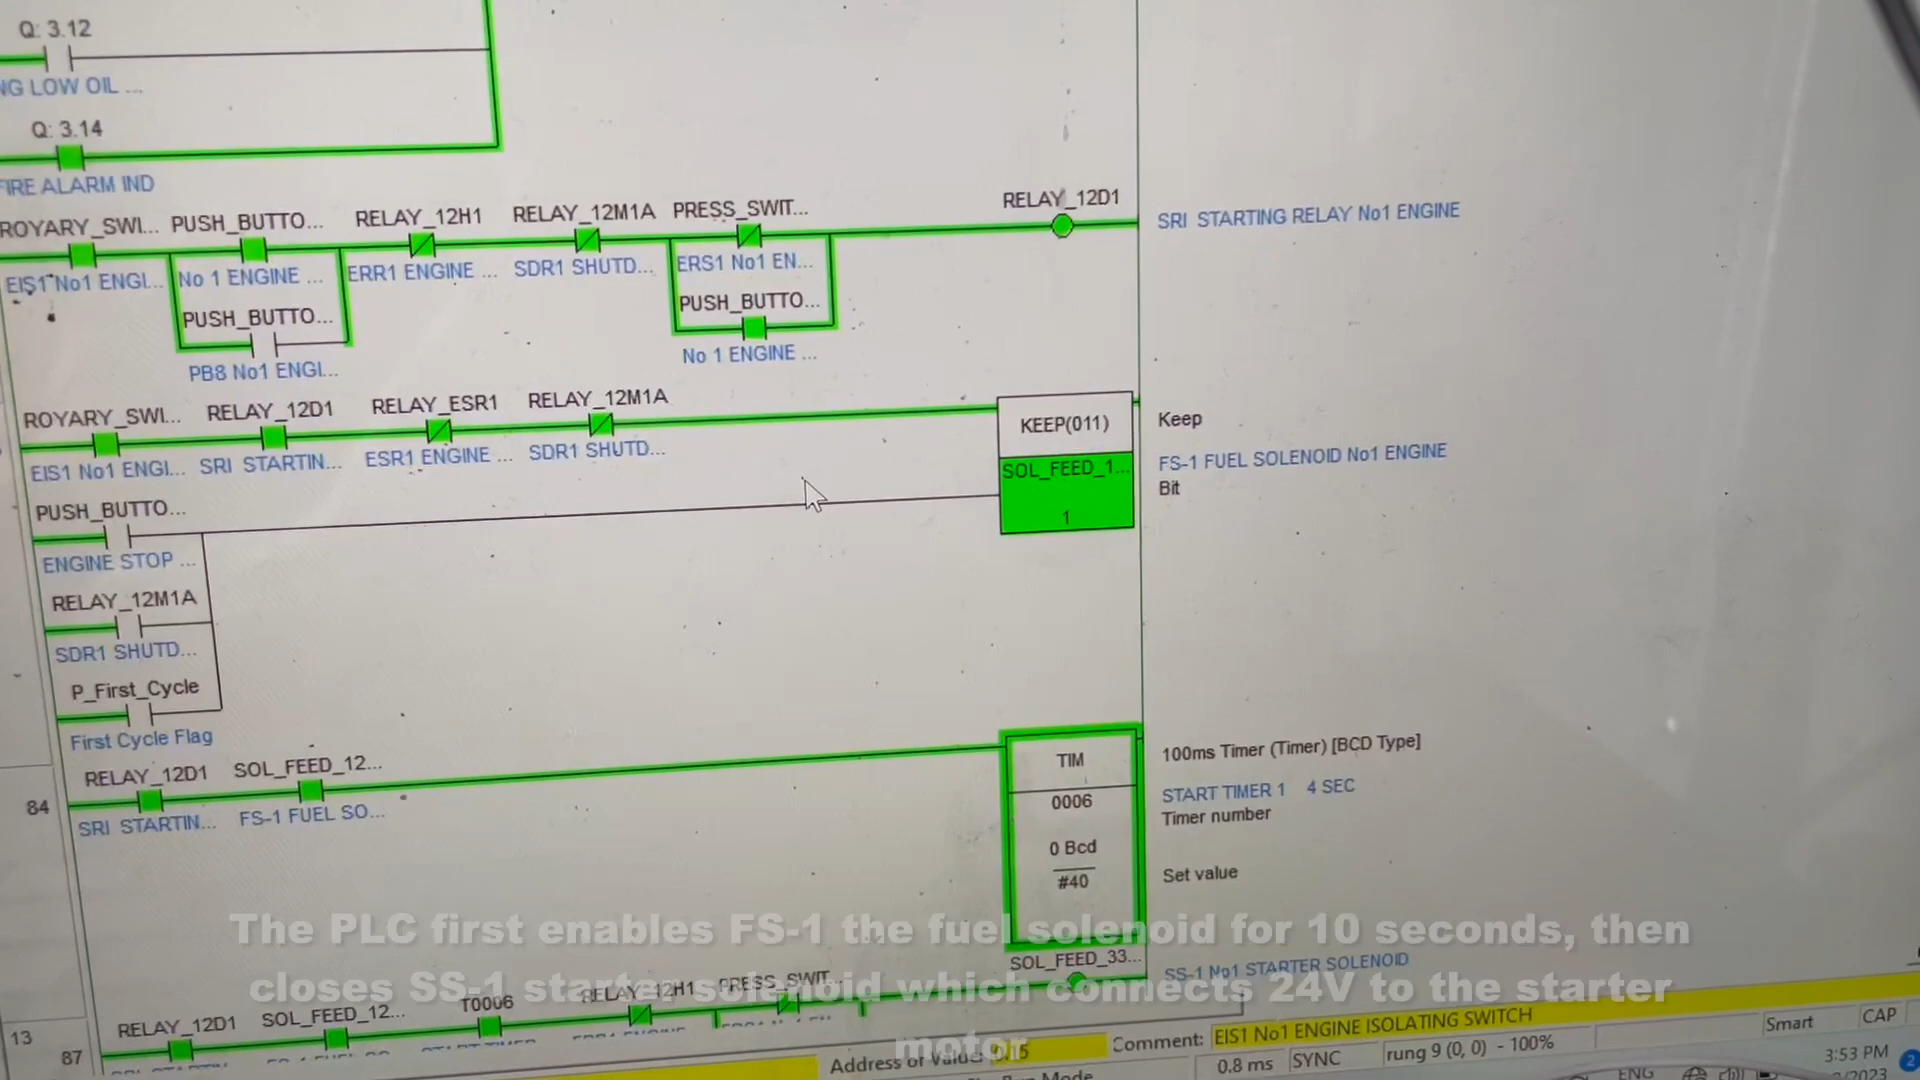 Q: 3.12
NG LOW OIL ...
Q: 3.14
FIRE ALARM IND
ROYARY_SWI... PUSH_BUTTO... RELAY_12H1 RELAY_12M1A PRESS_SWIT... RELAY_12D1
SRI STARTING RELAY No1 ENGINE
EIS1 No1 ENGI... No 1 ENGINE ... ERR1 ENGINE ... SDR1 SHUTD... ERS1 No1 EN...
PUSH_BUTTO... PUSH_BUTTO...
PB8 No1 ENGI... No 1 ENGINE ...
ROYARY_SWI... RELAY_12D1 RELAY_ESR1 RELAY_12M1A
KEEP(011) Keep
EIS1 No1 ENGI... SRI STARTIN... ESR1 ENGINE ... SDR1 SHUTD... SOL_FEED_1... FS-1 FUEL SOLENOID No1 ENGINE
Bit
PUSH_BUTTO... 1
ENGINE STOP ...
RELAY_12M1A
SDR1 SHUTD...
P_First_Cycle
First Cycle Flag
RELAY_12D1 SOL_FEED_12... TIM 100ms Timer (Timer) [BCD Type]
84
SRI STARTIN... FS-1 FUEL SO... 0006 START TIMER 1 4 SEC
Timer number
0 Bcd
#40 Set value
The PLC first enables FS-1 the fuel solenoid for 10 seconds, then
closes SS-1 starter solenoid which connects 24V to the starter
motor
SOL_FEED_33... SS-1 No1 STARTER SOLENOID
13 87 RELAY_12D1 SOL_FEED_12... T0006 RELAY_12H1 PRESS_SWIT...
Address or Value: Comment: EIS1 No1 ENGINE ISOLATING SWITCH
0.8 ms SYNC rung 9 (0, 0) - 100% Smart CAP
ENG 3:53 PM
2